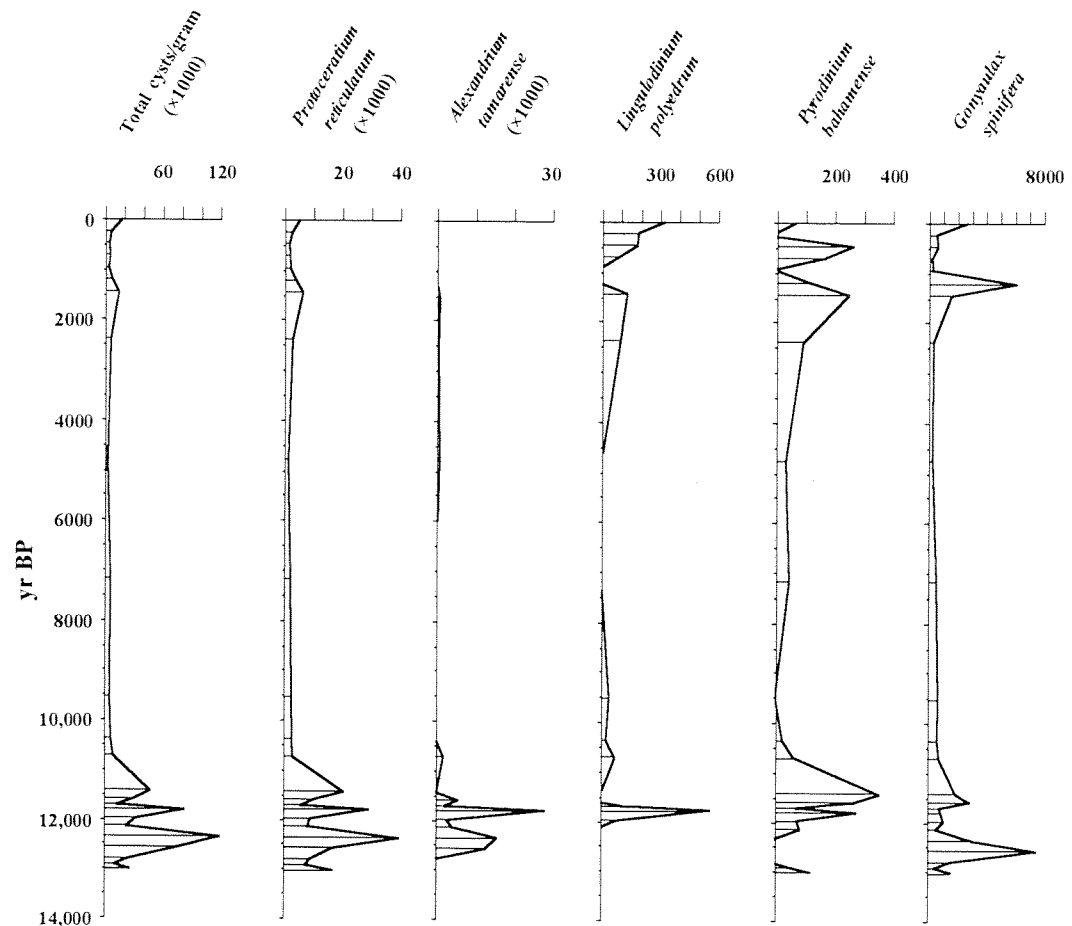 Total cysts/gram
(×1000)
Protoceratium
reticulatum
(×1000)
Alexandrium
tamarense
(×1000)
Lingulodinium
polyedrum
Pyrodinium
bahamense
Gonyaulax
spinifera
60 120
20 40
30
300 600
200 400
8000
yr BP
0
2000
4000
6000
8000
10,000
12,000
14,000